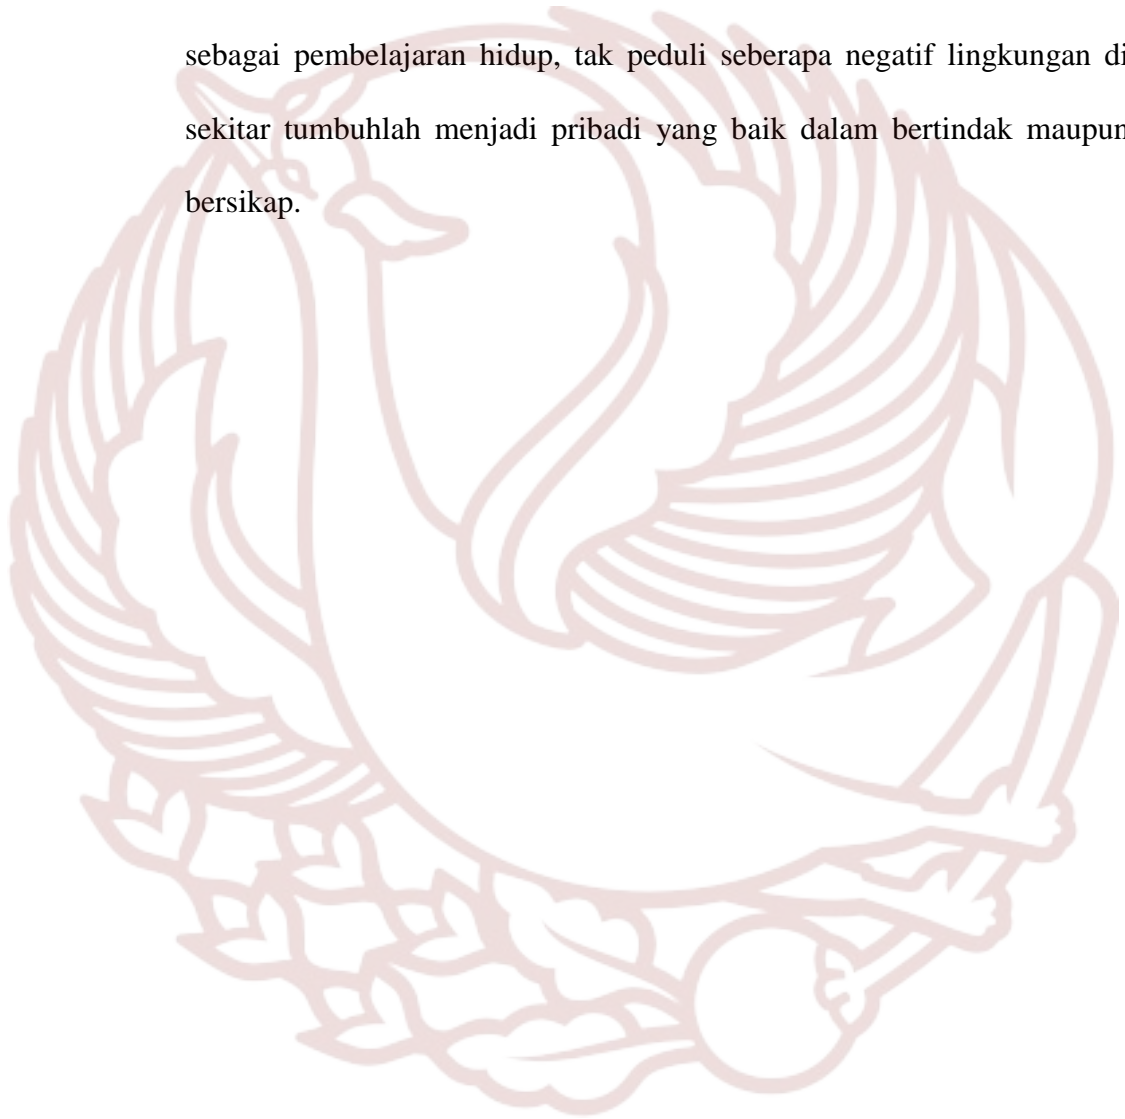 sebagai pembelajaran hidup, tak peduli seberapa negatif lingkungan di
sekitar tumbuhlah menjadi pribadi yang baik dalam bertindak maupun
bersikap.